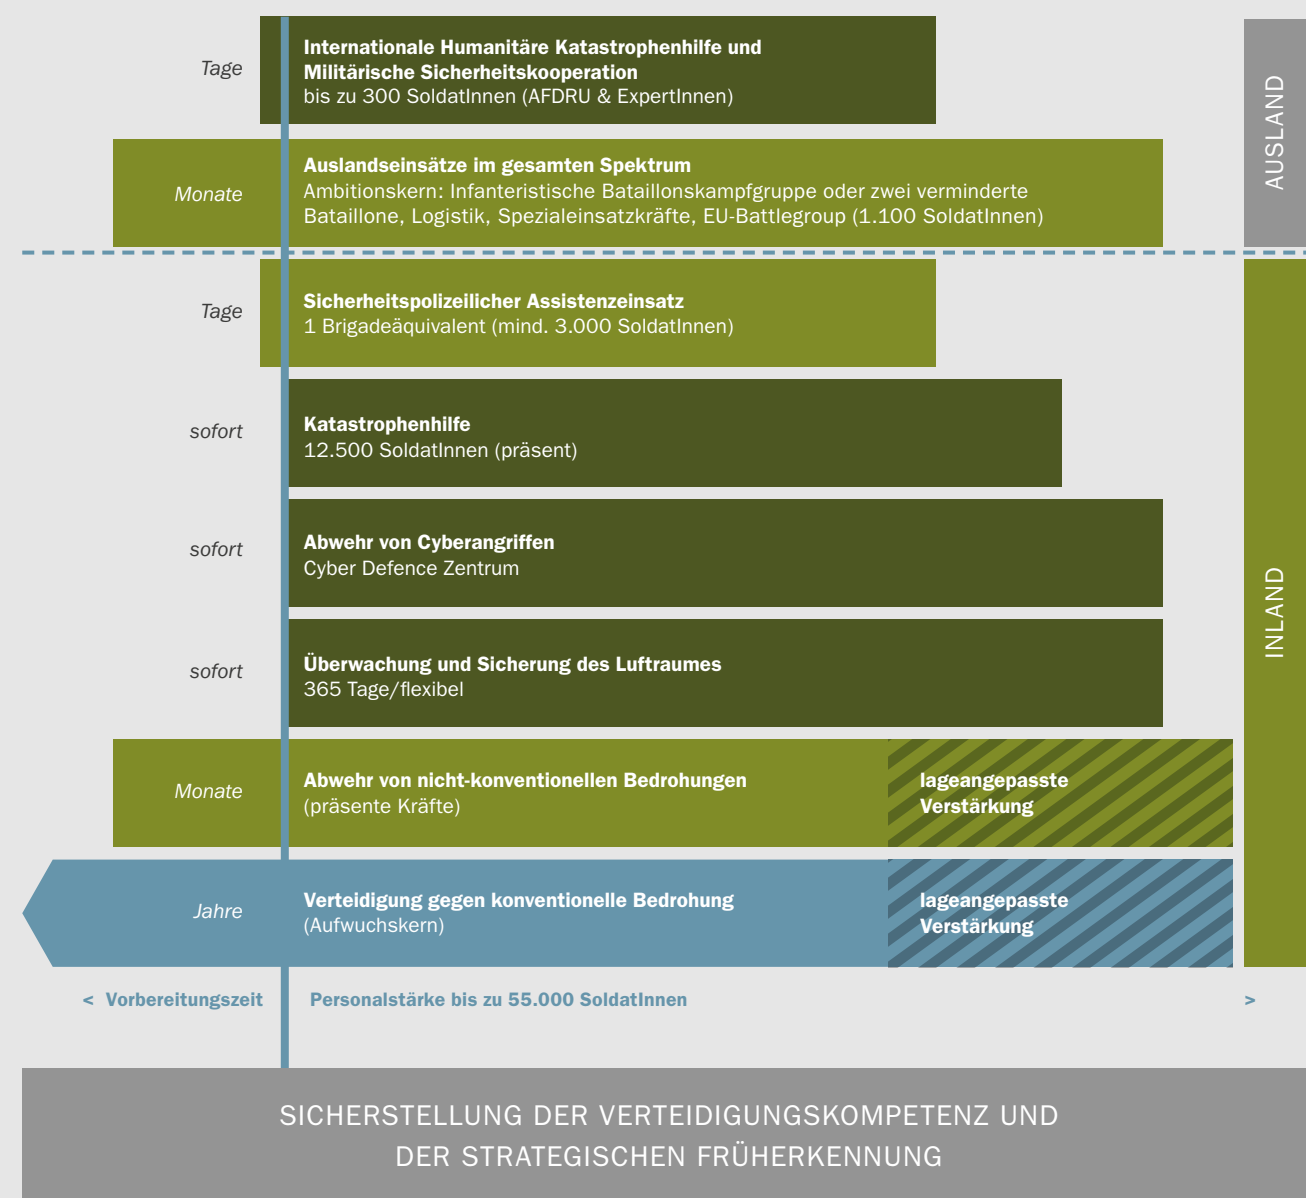 Tage
Internationale Humanitäre Katastrophenhilfe und
Militärische Sicherheitskooperation
bis zu 300 SoldatInnen (AFDRU & ExpertInnen)
AUSLAND
Monate
Auslandseinsätze im gesamten Spektrum
Ambitionskern: Infanteristische Bataillonskampfgruppe oder zwei verminderte
Bataillone, Logistik, Spezialeinsatzkräfte, EU-Battlegroup (1.100 SoldatInnen)
Tage
Sicherheitspolizeilicher Assistenzeinsatz
1 Brigadeäquivalent (mind. 3.000 SoldatInnen)
sofort
Katastrophenhilfe
12.500 SoldatInnen (präsent)
sofort
Abwehr von Cyberangriffen
Cyber Defence Zentrum
INLAND
sofort
Überwachung und Sicherung des Luftraumes
365 Tage/flexibel
Monate
Abwehr von nicht-konventionellen Bedrohungen
(präsente Kräfte)
lageangepasste
Verstärkung
Jahre
Verteidigung gegen konventionelle Bedrohung
(Aufwuchskern)
lageangepasste
Verstärkung
< Vorbereitungszeit
Personalstärke bis zu 55.000 SoldatInnen >
SICHERSTELLUNG DER VERTEIDIGUNGSKOMPETENZ UND
DER STRATEGISCHEN FRÜHERKENNUNG